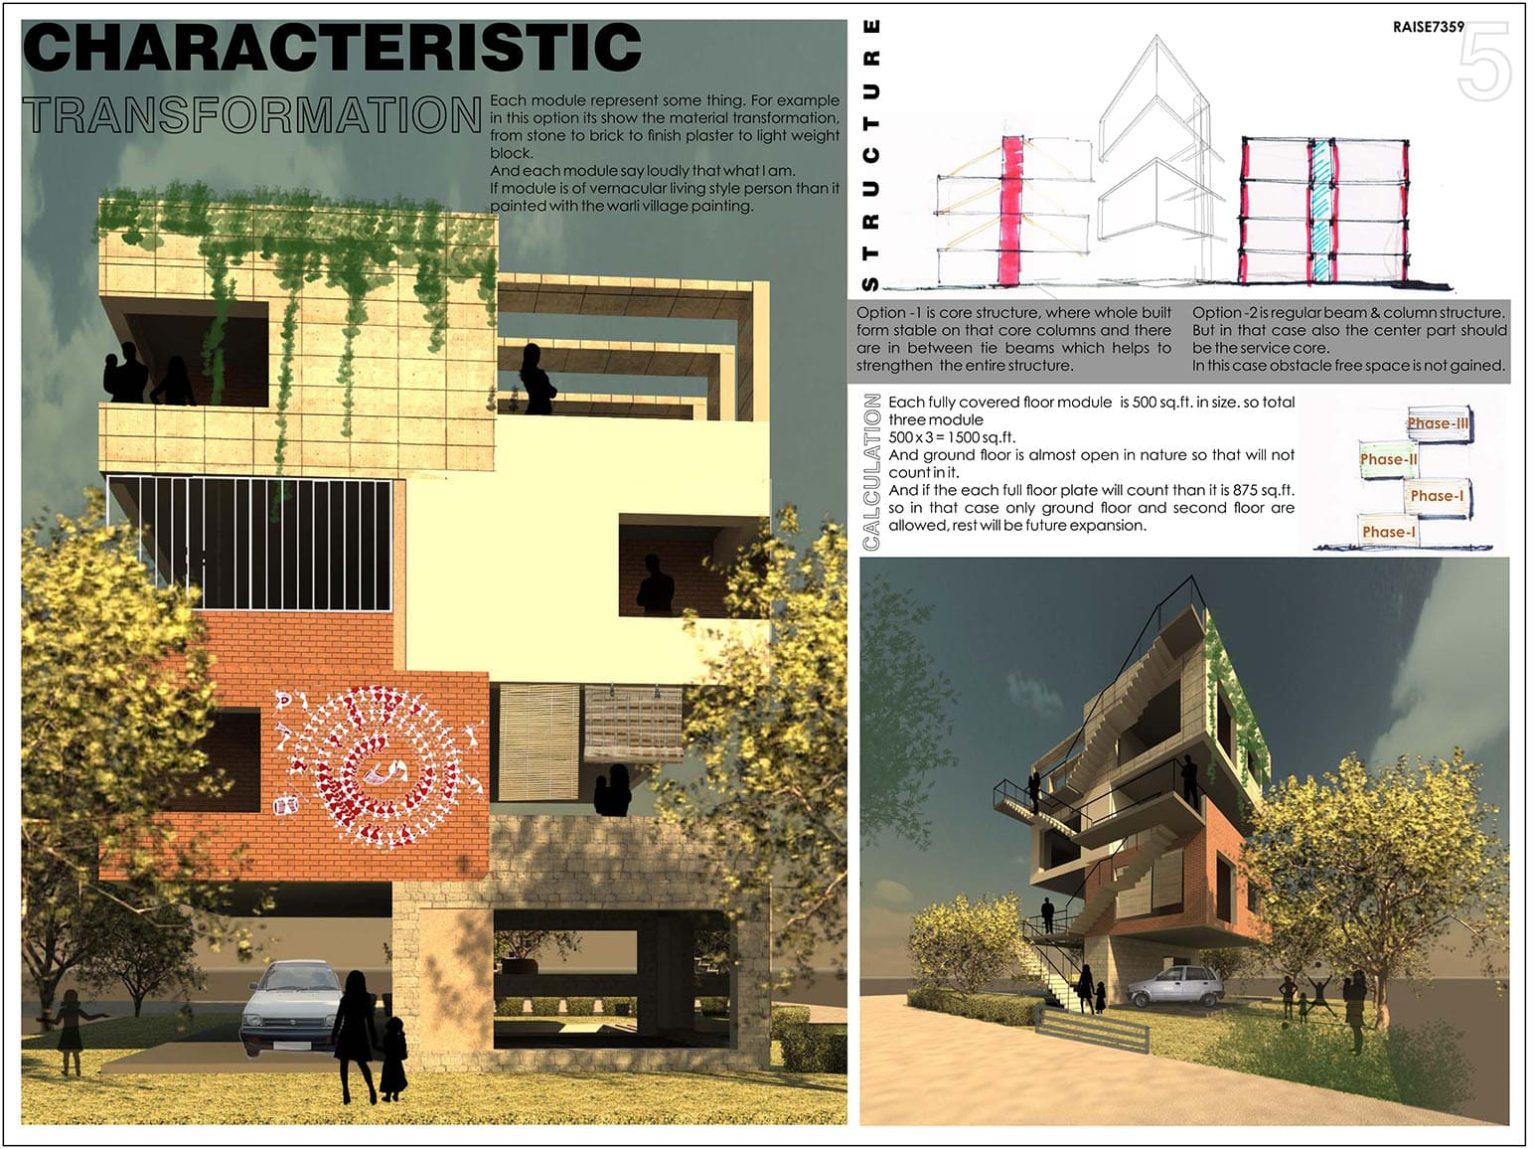 CHARACTERISTIC
TRANSFORMATION
Each module represent some thing. For example
in this option its show the material transformation,
from stone to brick to finish plaster to light weight
block.
And each module say loudly that what I am.
If module is of vernacular living style person than it
painted with the warli village painting.
STRUCTURE
RAISE7359
5
Option -1 is core structure, where whole built
form stable on that core columns and there
are in between tie beams which helps to
strengthen the entire structure.
Option -2 is regular beam & column structure.
But in that case also the center part should
be the service core.
In this case obstacle free space is not gained.
CALCULATION
Each fully covered floor module is 500 sq.ft. in size. so total
three module
500 x 3 = 1500 sq.ft.
And ground floor is almost open in nature so that will not
count in it.
And if the each full floor plate will count than it is 875 sq.ft.
so in that case only ground floor and second floor are
allowed, rest will be future expansion.
Phase-III
Phase-II
Phase-I
Phase-I